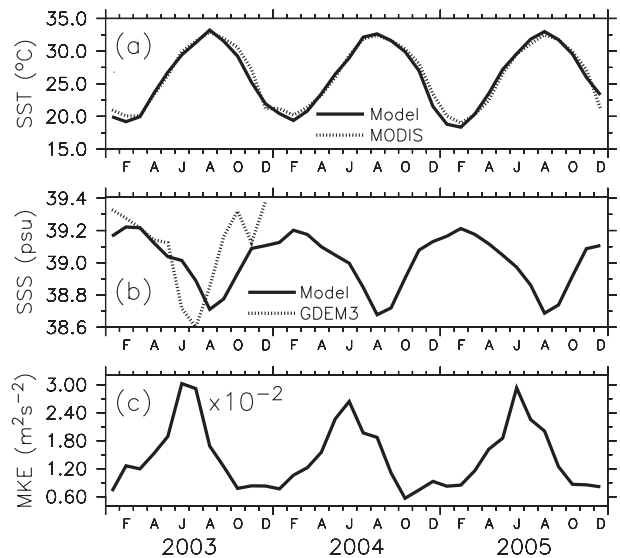 35.0
30.0
25.0
20.0
15.0
SST (°C)
(a)
Model
MODIS
F A J A O D F A J A O D F A J A O D
39.4
39.2
39.0
38.8
38.6
SSS (psu)
(b)
Model
GDEM3
F A J A O D F A J A O D F A J A O D
3.00
2.40
1.80
1.20
0.60
MKE (m²s⁻²)
(c)
×10⁻²
F A J A O D F A J A O D F A J A O D
2003 2004 2005